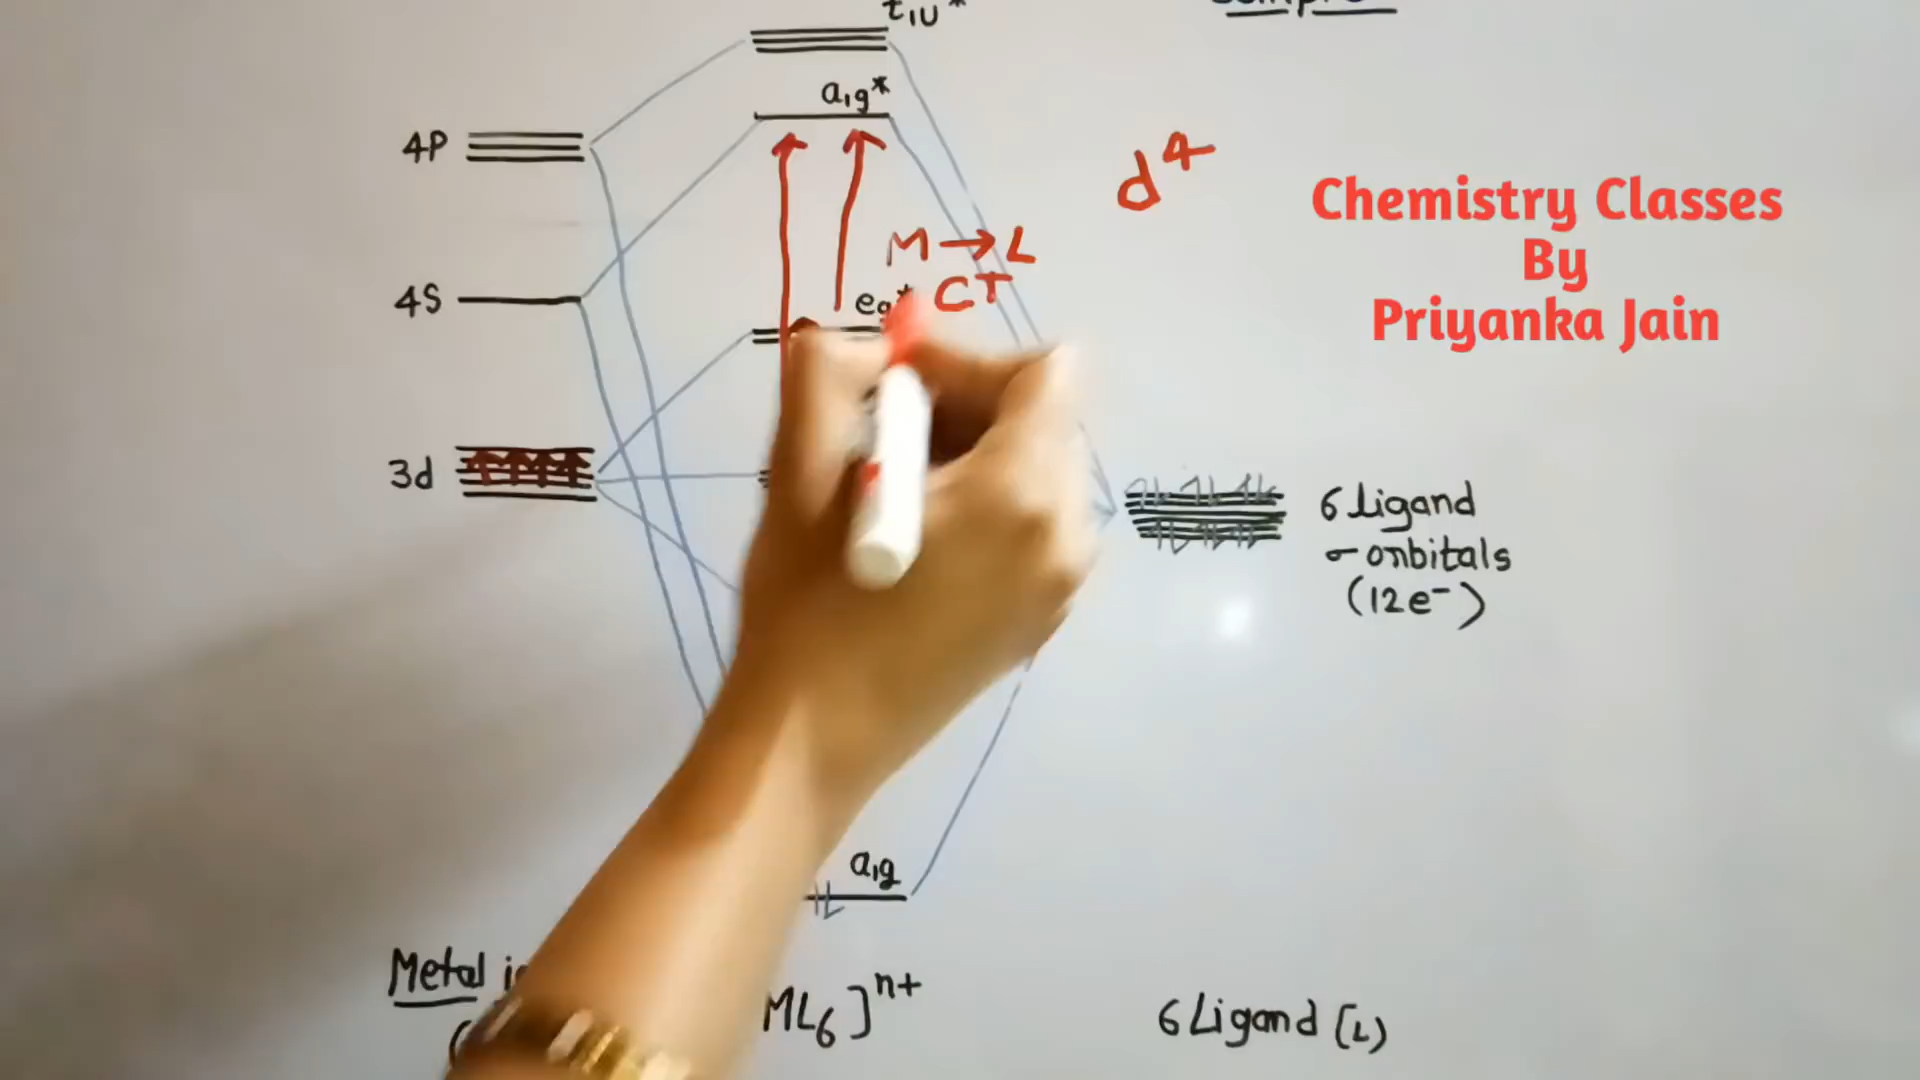 t1u*
a1g*
4P
d⁴
Chemistry Classes
By
Priyanka Jain
M → L
CT
4S
eg*
3d
6 ligand
σ-orbitals
(12e⁻)
a1g
Metal
ML6]ⁿ⁺
6 Ligand (L)